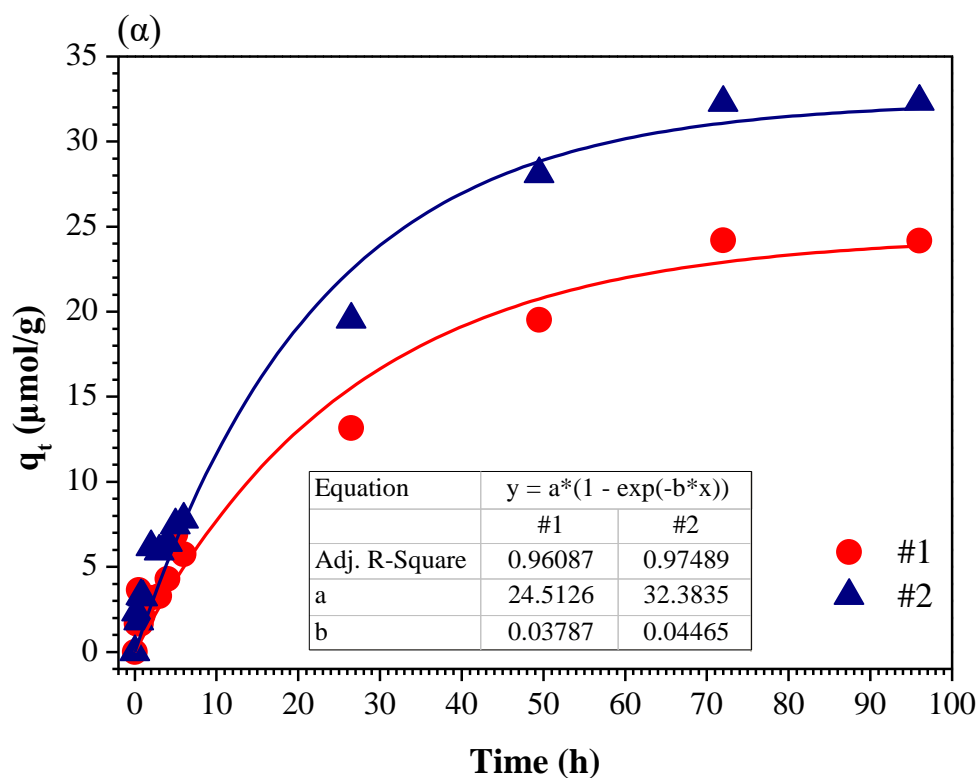 (α)
35
30
25
20
15
10
5
0
qt (μmol/g)
Equation y = a*(1 - exp(-b*x))
#1 #2
Adj. R-Square 0.96087 0.97489
a 24.5126 32.3835
b 0.03787 0.04465
#1
#2
0 10 20 30 40 50 60 70 80 90 100
Time (h)